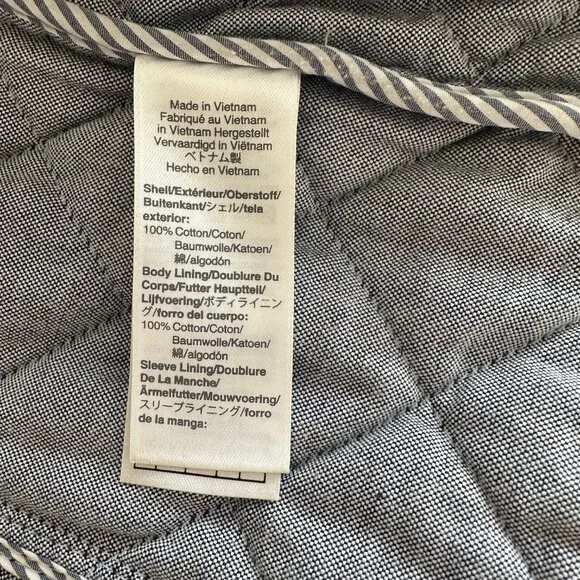 Made in Vietnam
Fabriqué au Vietnam
in Vietnam Hergestellt
Vervaardigd in Viëtnam
ベトナム製
Hecho en Vietnam
Shell/Extérieur/Oberstoff/
Buitenkant/シェル/tela
exterior:
100% Cotton/Coton/
Baumwolle/Katoen/
綿/algodón
Body Lining/Doublure Du
Corps/Futter Hauptteil/
Lijfvoering/ボディライニン
グ/forro del cuerpo:
100% Cotton/Coton/
Baumwolle/Katoen/
綿/algodón
Sleeve Lining/Doublure
De La Manche/
Ärmelfutter/Mouwvoering/
スリーブライニング/forro
de la manga: